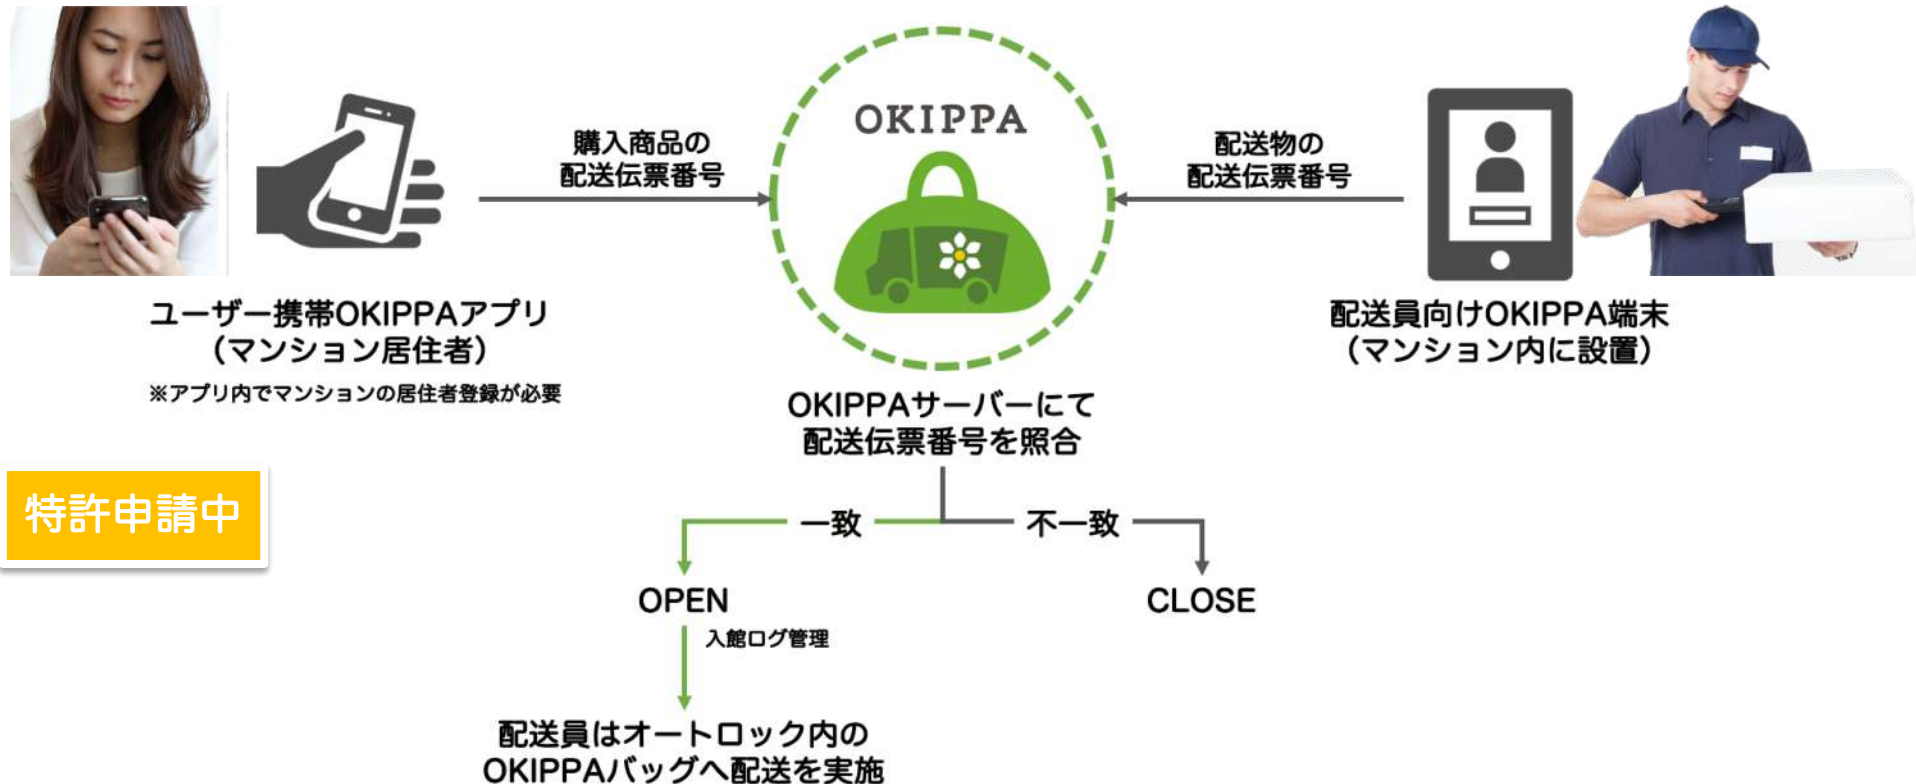 OKIPPA
購入商品の
配送伝票番号
配送物の
配送伝票番号
ユーザー携帯OKIPPAアプリ
（マンション居住者）
※アプリ内でマンションの居住者登録が必要
配送員向けOKIPPA端末
（マンション内に設置）
OKIPPAサーバーにて
配送伝票番号を照合
特許申請中
一致
不一致
OPEN
CLOSE
入館ログ管理
配送員はオートロック内の
OKIPPAバッグへ配送を実施